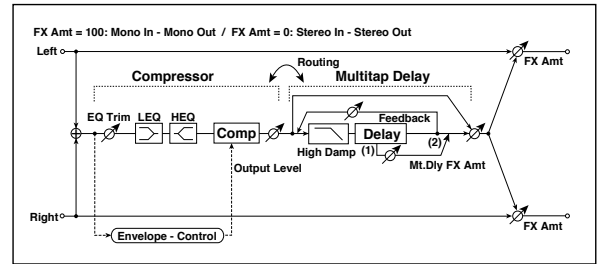 FX Amt = 100: Mono In - Mono Out / FX Amt = 0: Stereo In - Stereo Out
Left
FX Amt
Routing
Compressor
Multitap Delay
EQ Trim
LEQ
HEQ
Feedback
Comp
Delay
High Damp
(1)
(2)
Mt.Dly FX Amt
Output Level
Right
FX Amt
Envelope - Control